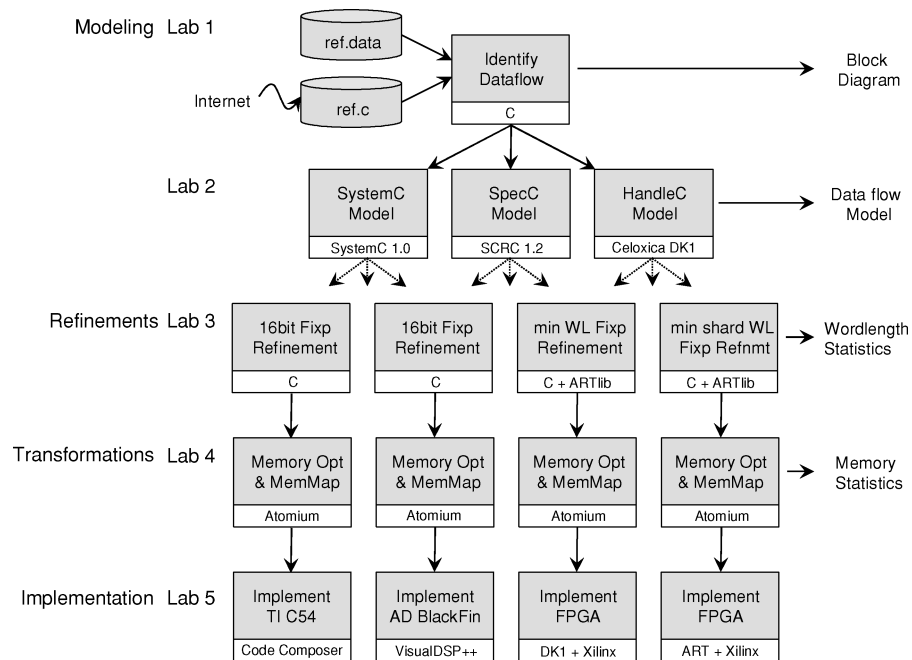 Modeling Lab 1
ref.data
Identify
Dataflow
C
Block
Diagram
Internet
ref.c
Lab 2
SystemC
Model
SystemC 1.0
SpecC
Model
SCRC 1.2
HandleC
Model
Celoxica DK1
Data flow
Model
Refinements Lab 3
16bit Fixp
Refinement
C
16bit Fixp
Refinement
C
min WL Fixp
Refinement
C + ARTlib
min shard WL
Fixp Refnmt
C + ARTlib
Wordlength
Statistics
Transformations Lab 4
Memory Opt
& MemMap
Atomium
Memory Opt
& MemMap
Atomium
Memory Opt
& MemMap
Atomium
Memory Opt
& MemMap
Atomium
Memory
Statistics
Implementation Lab 5
Implement
TI C54
Code Composer
Implement
AD BlackFin
VisualDSP++
Implement
FPGA
DK1 + Xilinx
Implement
FPGA
ART + Xilinx